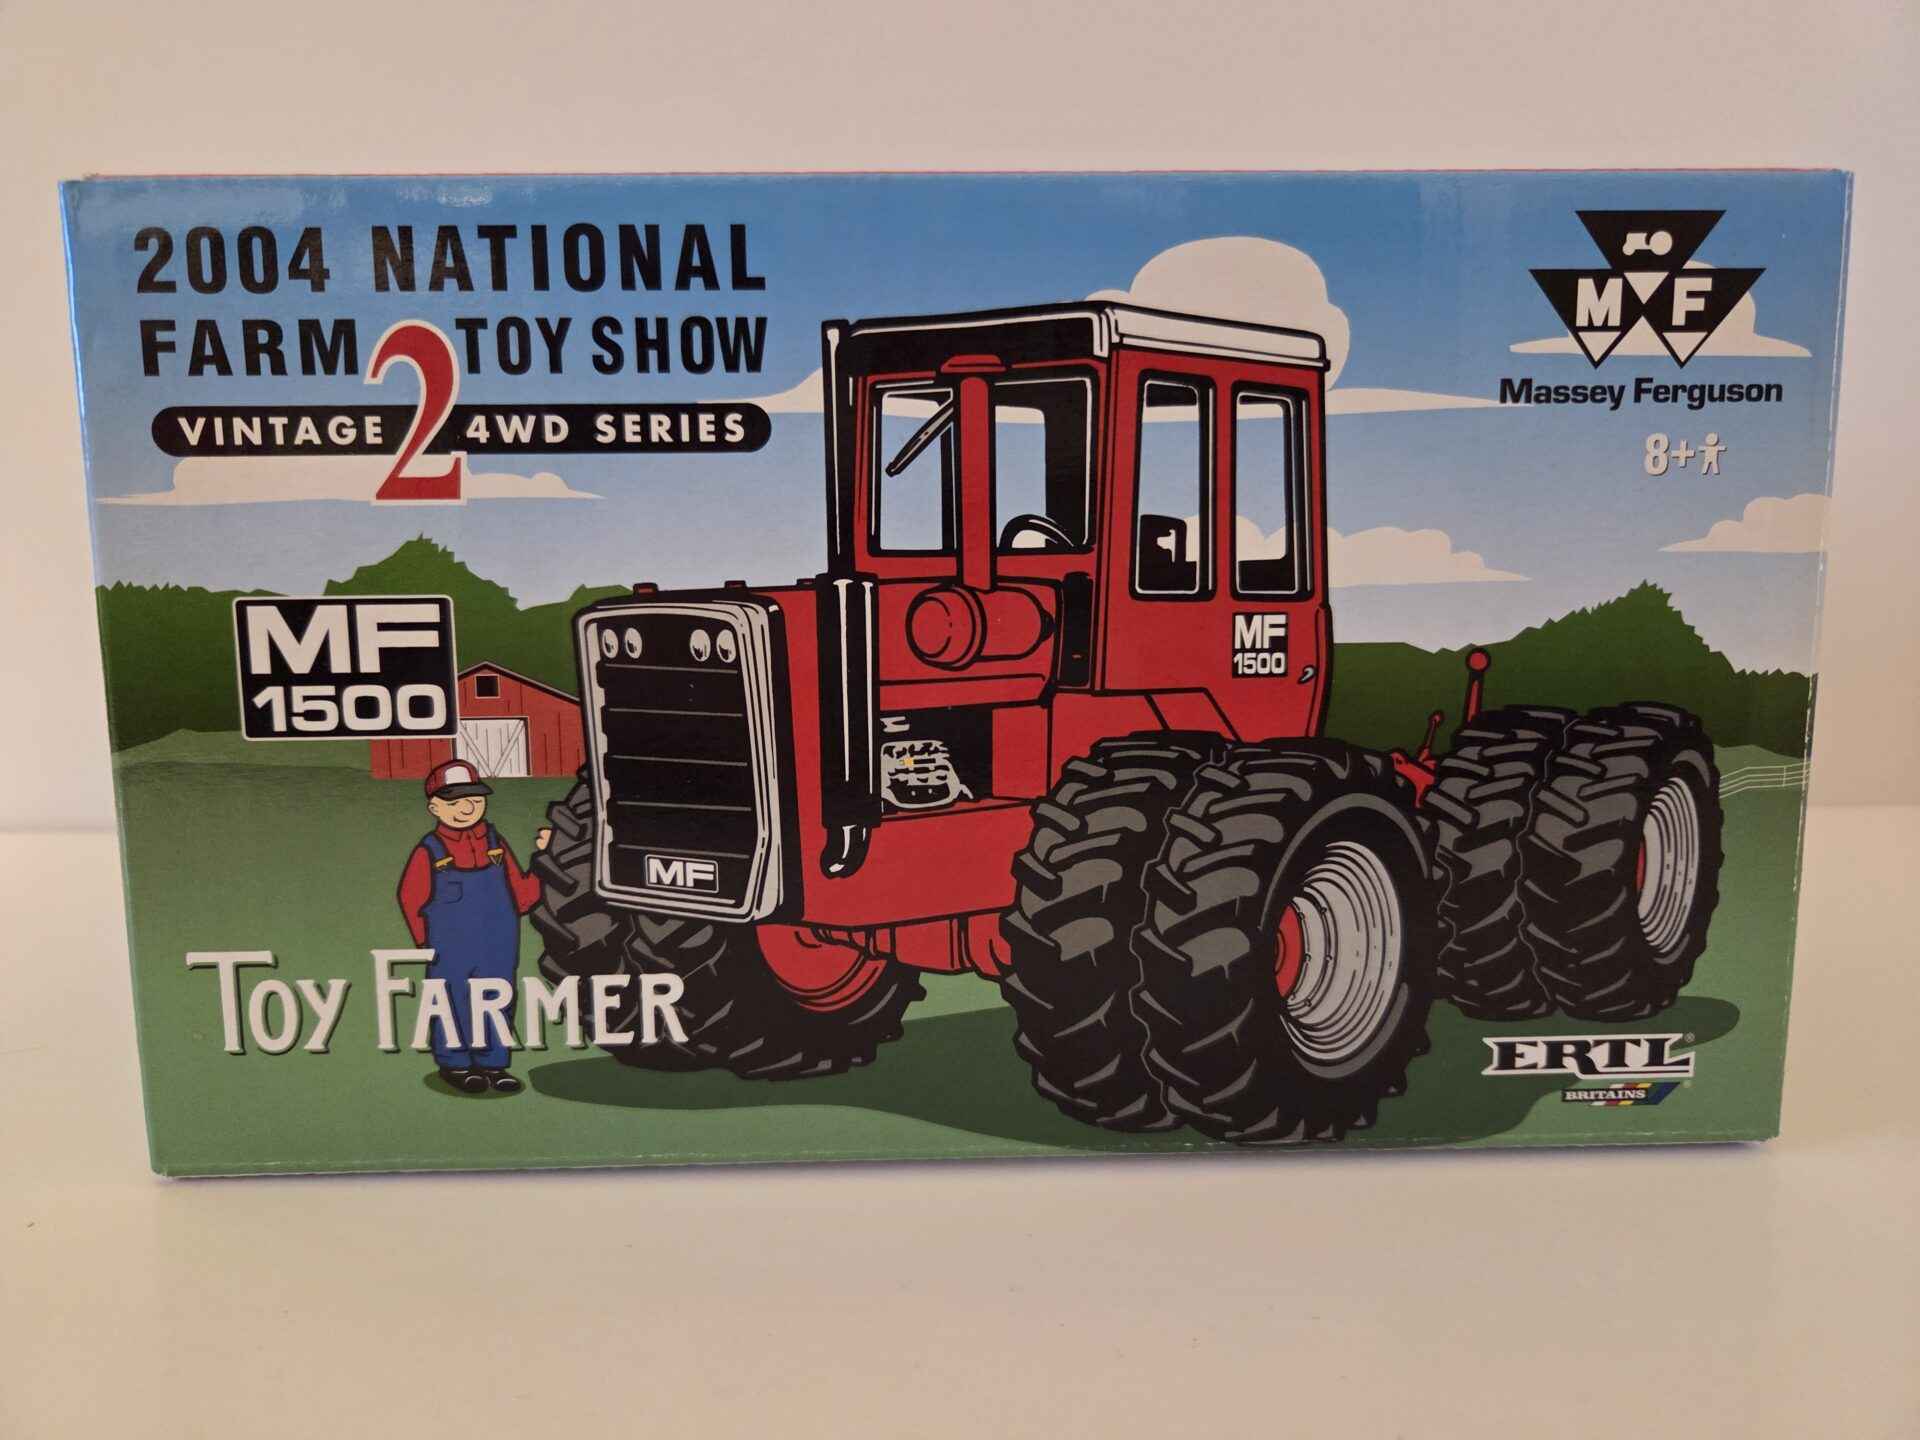 2004 NATIONAL
FARM TOY SHOW
VINTAGE 2 4WD SERIES
M F
Massey Ferguson
8+
MF
1500
MF
1500
MF
TOY FARMER
ERTL®
BRITAINS®